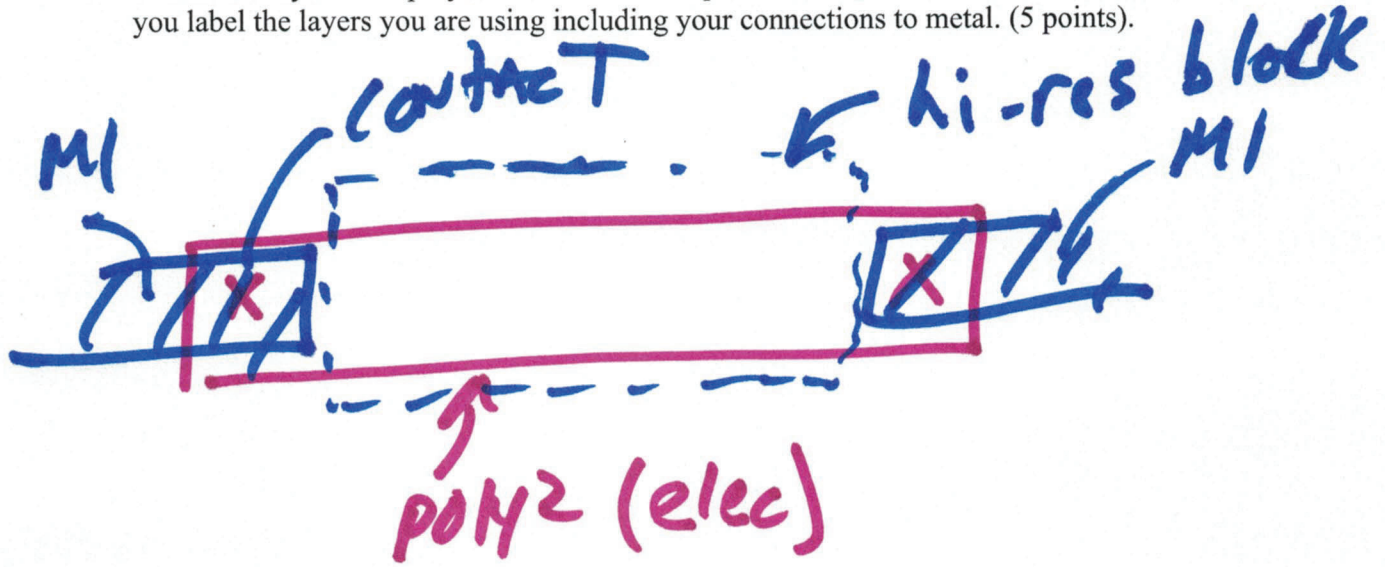 you label the layers you are using including your connections to metal. (5 points).
contact
hi-res block
M1
M1
X
X
poly2 (elec)